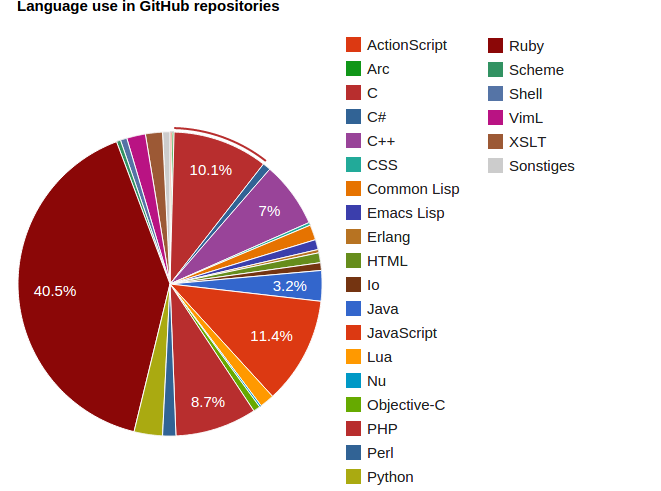 Language use in GitHub repositories
10.1%
7%
3.2%
11.4%
8.7%
40.5%
ActionScript
Arc
C
C#
C++
CSS
Common Lisp
Emacs Lisp
Erlang
HTML
Io
Java
JavaScript
Lua
Nu
Objective-C
PHP
Perl
Python
Ruby
Scheme
Shell
VimL
XSLT
Sonstiges